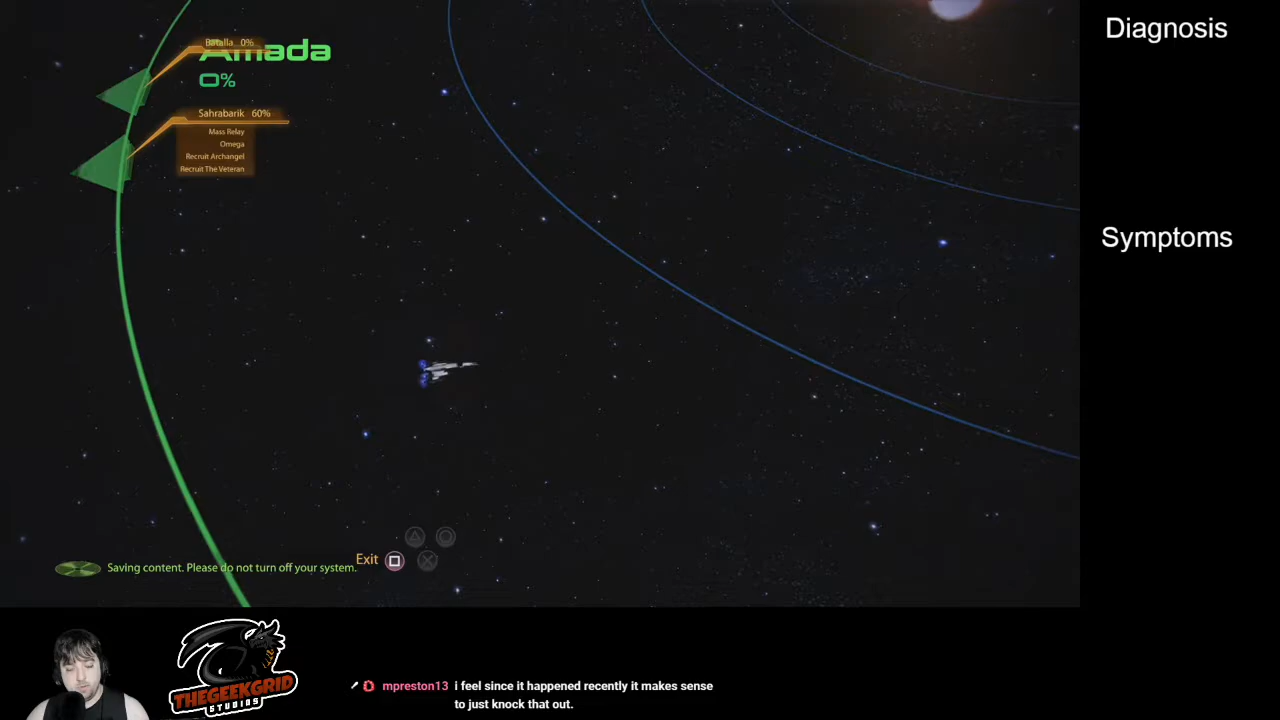 Diagnosis
Batalla 0%
Amada
0%
Sahrabarik 60%
Mass Relay
Omega
Recruit Archangel
Recruit The Veteran
Symptoms
Exit
Saving content. Please do not turn off your system.
THEGEEKGRID
STUDIOS
mpreston13 i feel since it happened recently it makes sense
to just knock that out.